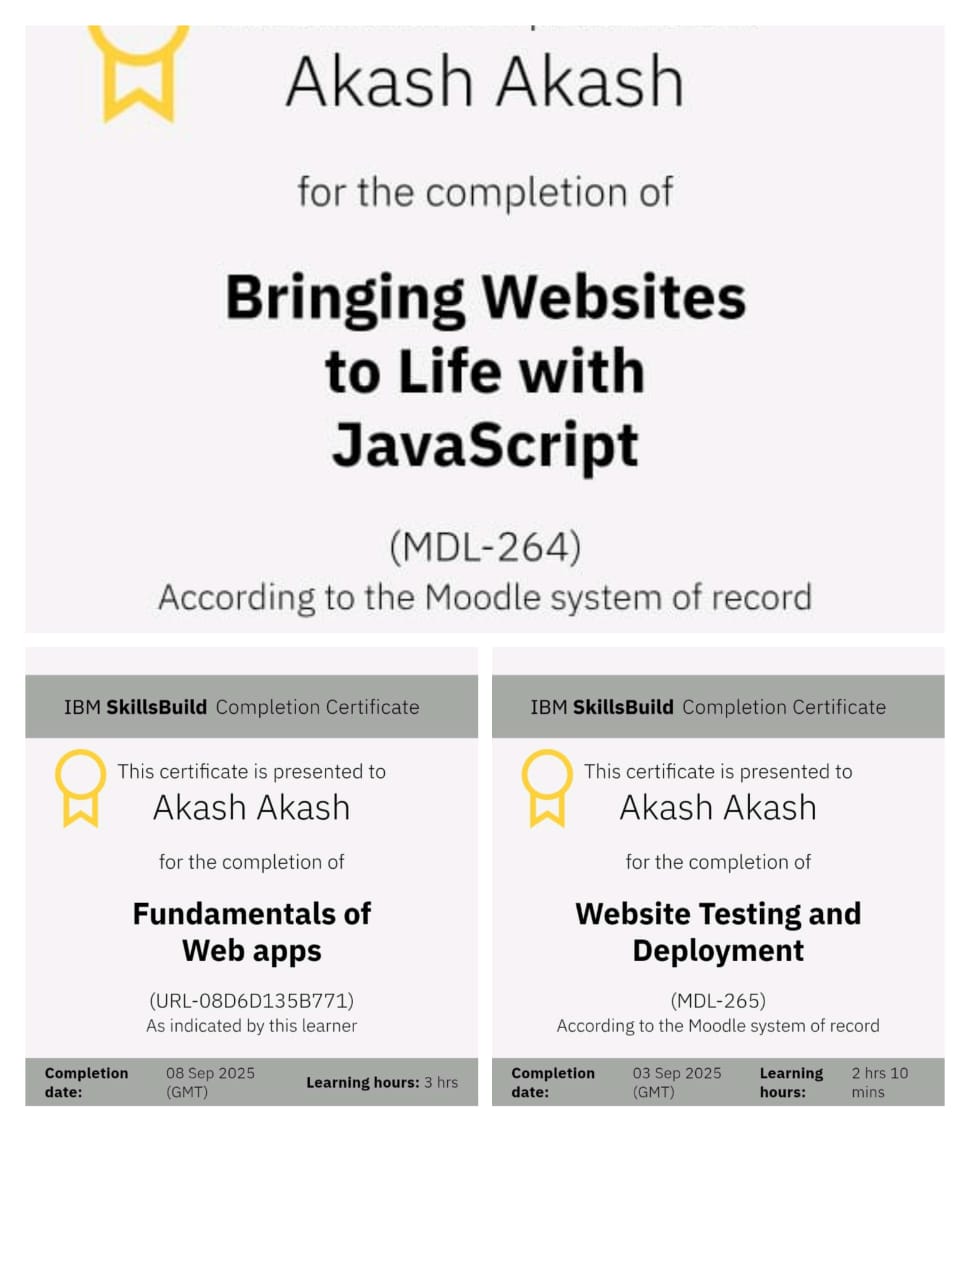 Akash Akash
for the completion of
Bringing Websites
to Life with
JavaScript
(MDL-264)
According to the Moodle system of record
IBM SkillsBuild Completion Certificate
This certificate is presented to
Akash Akash
for the completion of
Fundamentals of
Web apps
(URL-08D6D135B771)
As indicated by this learner
Completion date: 08 Sep 2025 (GMT) Learning hours: 3 hrs
IBM SkillsBuild Completion Certificate
This certificate is presented to
Akash Akash
for the completion of
Website Testing and
Deployment
(MDL-265)
According to the Moodle system of record
Completion date: 03 Sep 2025 (GMT) Learning hours: 2 hrs 10 mins